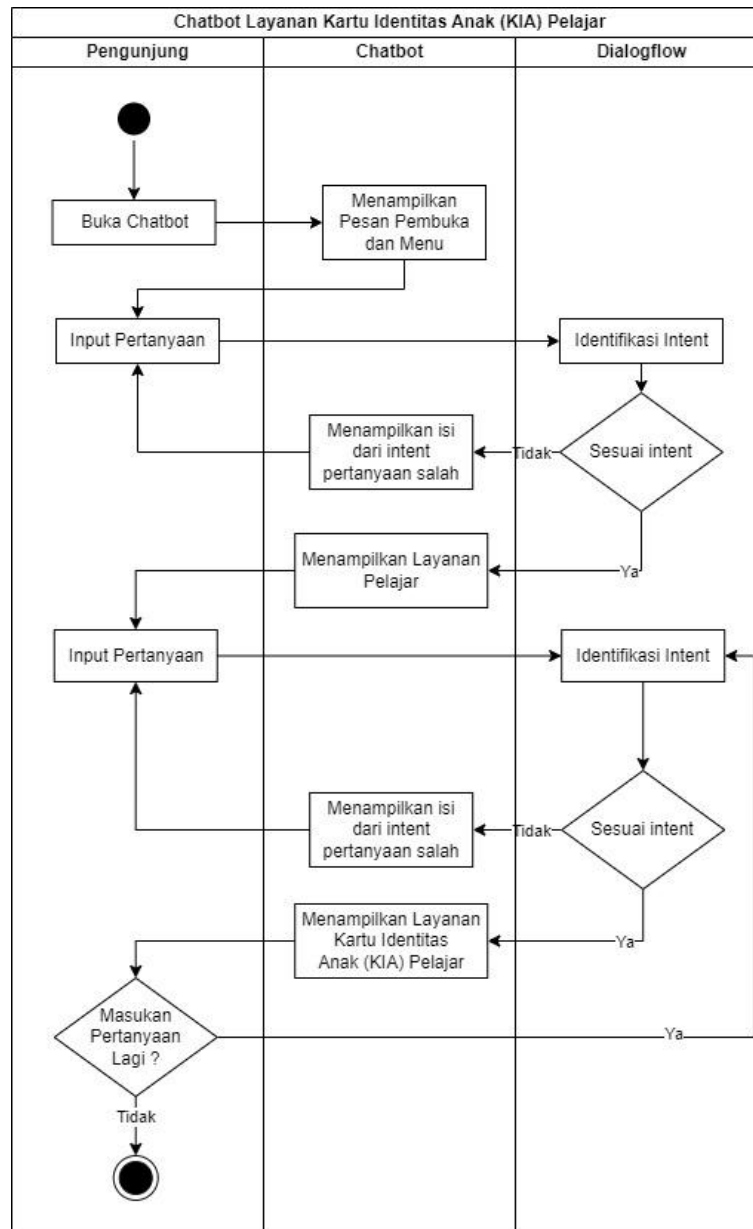 Chatbot Layanan Kartu Identitas Anak (KIA) Pelajar
Pengunjung
Chatbot
Dialogflow
Buka Chatbot
Menampilkan
Pesan Pembuka
dan Menu
Input Pertanyaan
Identifikasi Intent
Menampilkan isi
dari intent
pertanyaan salah
Tidak
Sesuai intent
Menampilkan Layanan
Pelajar
Ya
Input Pertanyaan
Identifikasi Intent
Menampilkan isi
dari intent
pertanyaan salah
Tidak
Sesuai intent
Menampilkan Layanan
Kartu Identitas
Anak (KIA) Pelajar
Ya
Masukan
Pertanyaan
Lagi ?
Ya
Tidak